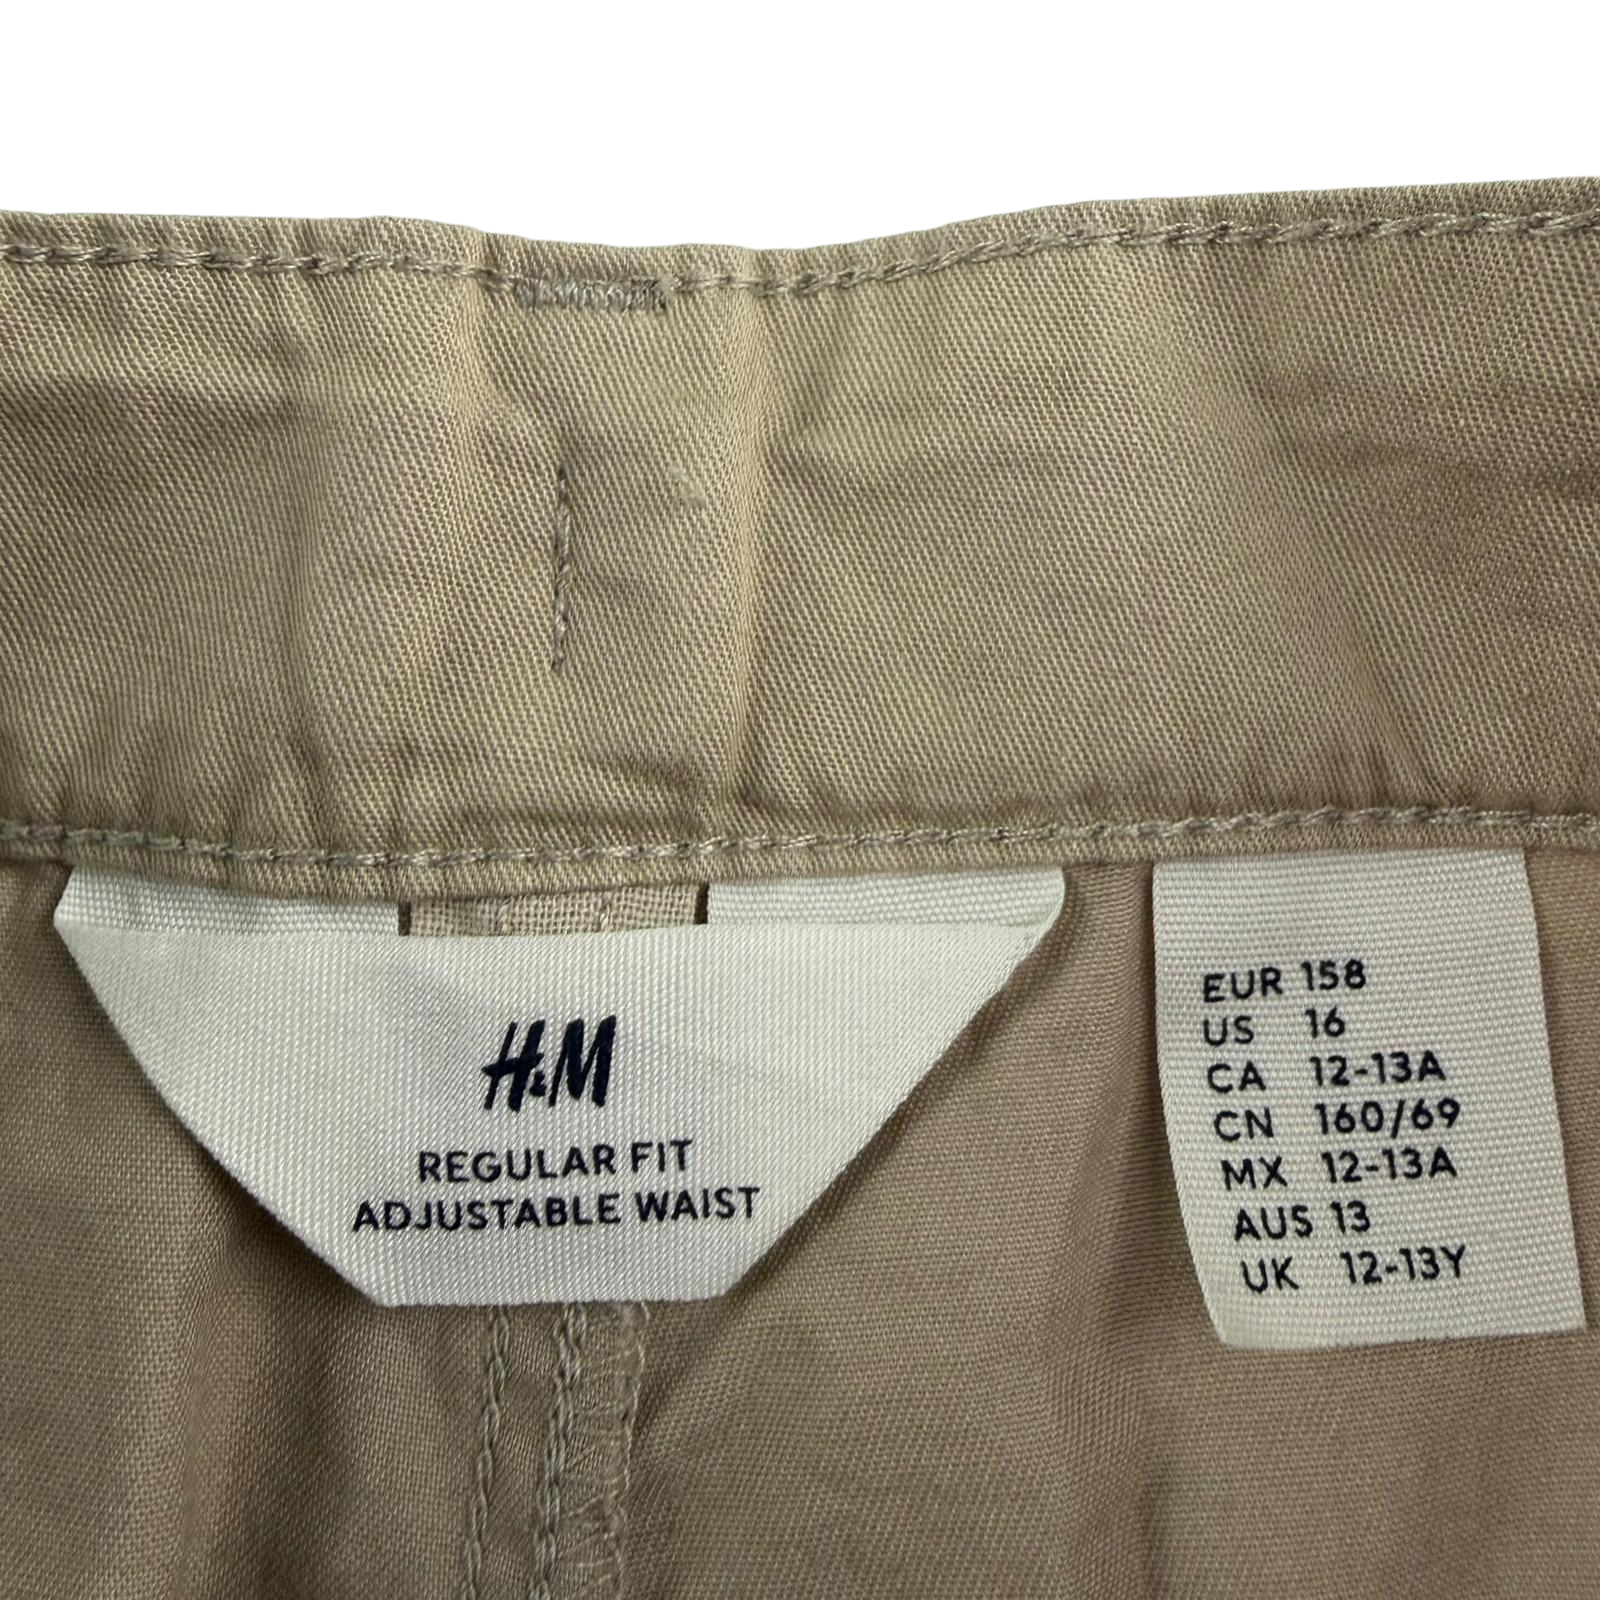 H&M
REGULAR FIT
ADJUSTABLE WAIST
EUR 158
US 16
CA 12-13A
CN 160/69
MX 12-13A
AUS 13
UK 12-13Y